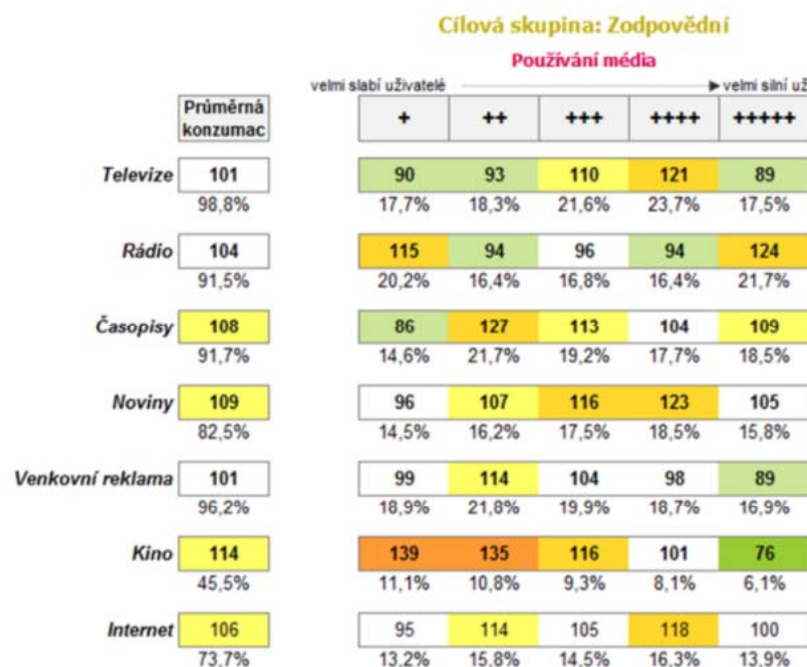 Cílová skupina: Zodpovědní
Používání média
velmi slabí uživatelé velmi silní už
Průměrná
konzumac + ++ +++ ++++ +++++
Televize 101 90 93 110 121 89
98,8% 17,7% 18,3% 21,6% 23,7% 17,5%
Rádio 104 115 94 96 94 124
91,5% 20,2% 16,4% 16,8% 16,4% 21,7%
Časopisy 108 86 127 113 104 109
91,7% 14,6% 21,7% 19,2% 17,7% 18,5%
Noviny 109 96 107 116 123 105
82,5% 14,5% 16,2% 17,5% 18,5% 15,8%
Venkovní reklama 101 99 114 104 98 89
96,2% 18,9% 21,8% 19,9% 18,7% 16,9%
Kino 114 139 135 116 101 76
45,5% 11,1% 10,8% 9,3% 8,1% 6,1%
Internet 106 95 114 105 118 100
73,7% 13,2% 15,8% 14,5% 16,3% 13,9%